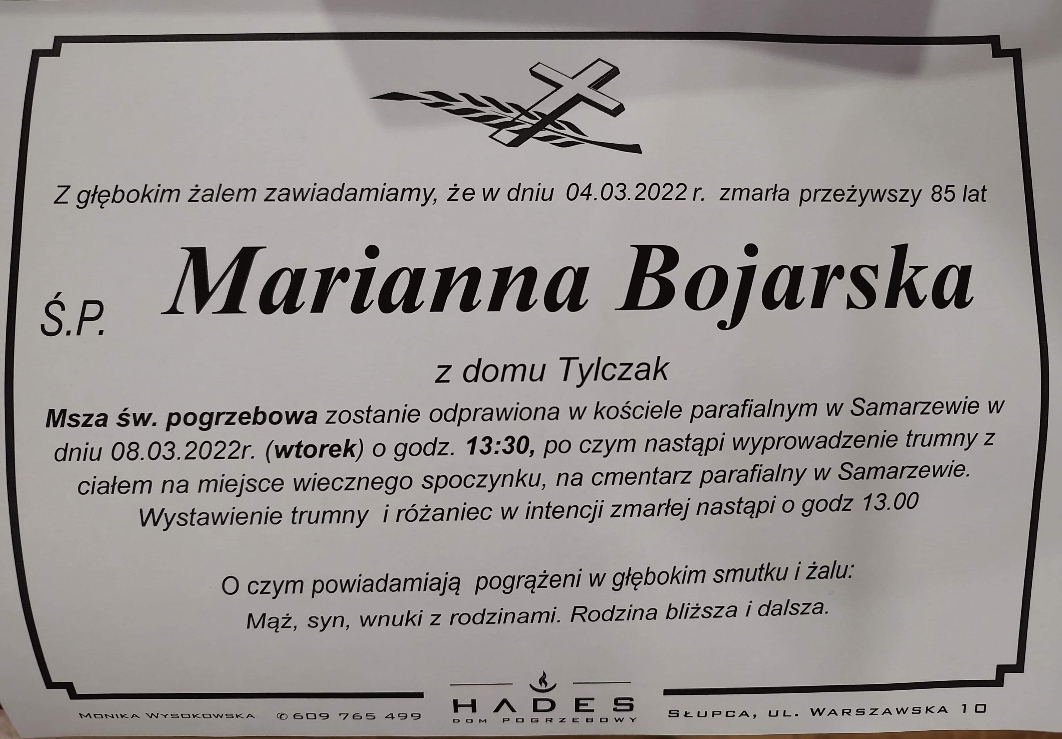 Z głębokim żalem zawiadamiamy, że w dniu 04.03.2022 r. zmarła przeżywszy 85 lat
Ś.P. Marianna Bojarska
z domu Tylczak
Msza św. pogrzebowa zostanie odprawiona w kościele parafialnym w Samarzewie w
dniu 08.03.2022r. (wtorek) o godz. 13:30, po czym nastąpi wyprowadzenie trumny z
ciałem na miejsce wiecznego spoczynku, na cmentarz parafialny w Samarzewie.
Wystawienie trumny i różaniec w intencji zmarłej nastąpi o godz 13.00
O czym powiadamiają pogrążeni w głębokim smutku i żalu:
Mąż, syn, wnuki z rodzinami. Rodzina bliższa i dalsza.
Monika Wysokowska ✆609 765 499
HADES
DOM POGRZEBOWY
Słupca, ul. Warszawska 10